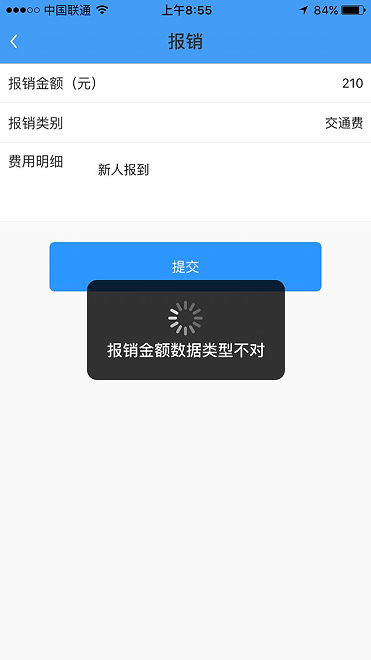 中国联通 上午8:55 84%
报销
报销金额（元） 210
报销类别 交通费
费用明细 新人报到
提交
报销金额数据类型不对